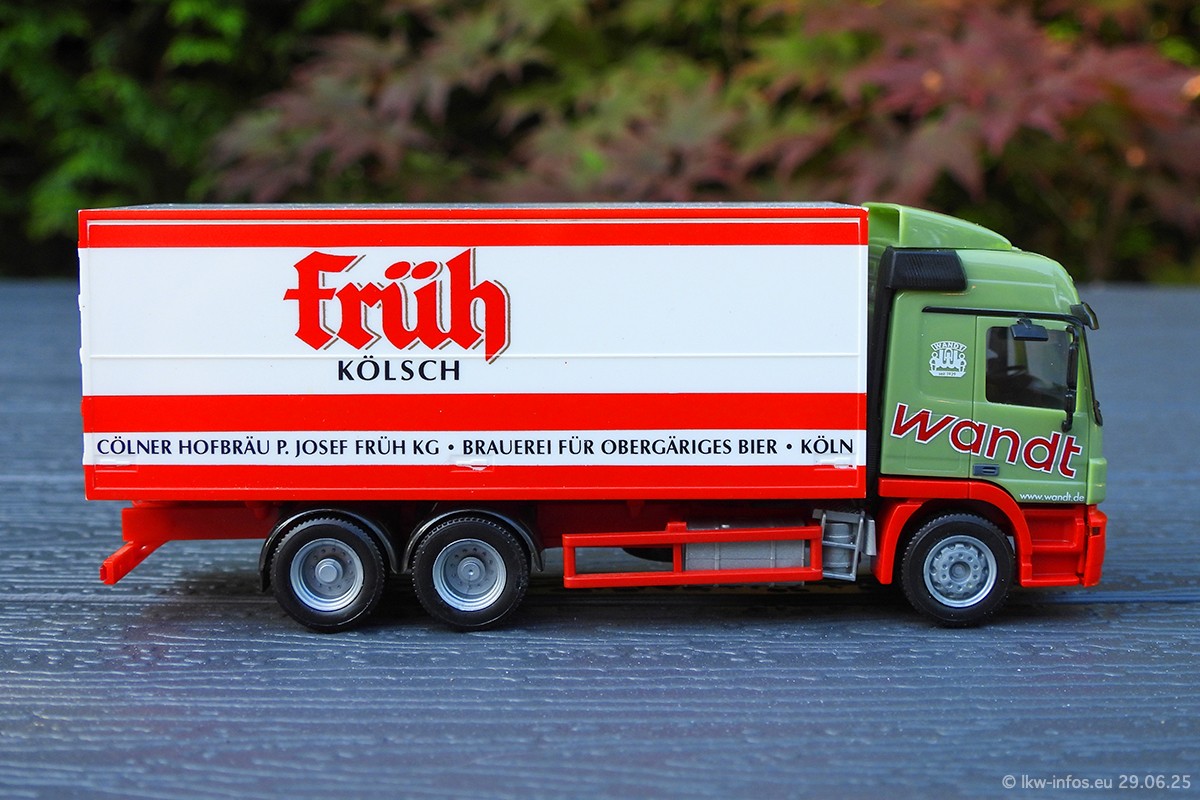 früh
KÖLSCH
CÖLNER HOFBRÄU P. JOSEF FRÜH KG • BRAUEREI FÜR OBERGÄRIGES BIER • KÖLN
WANDT
wandt
www.wandt.de
© lkw-infos.eu 29.06.25